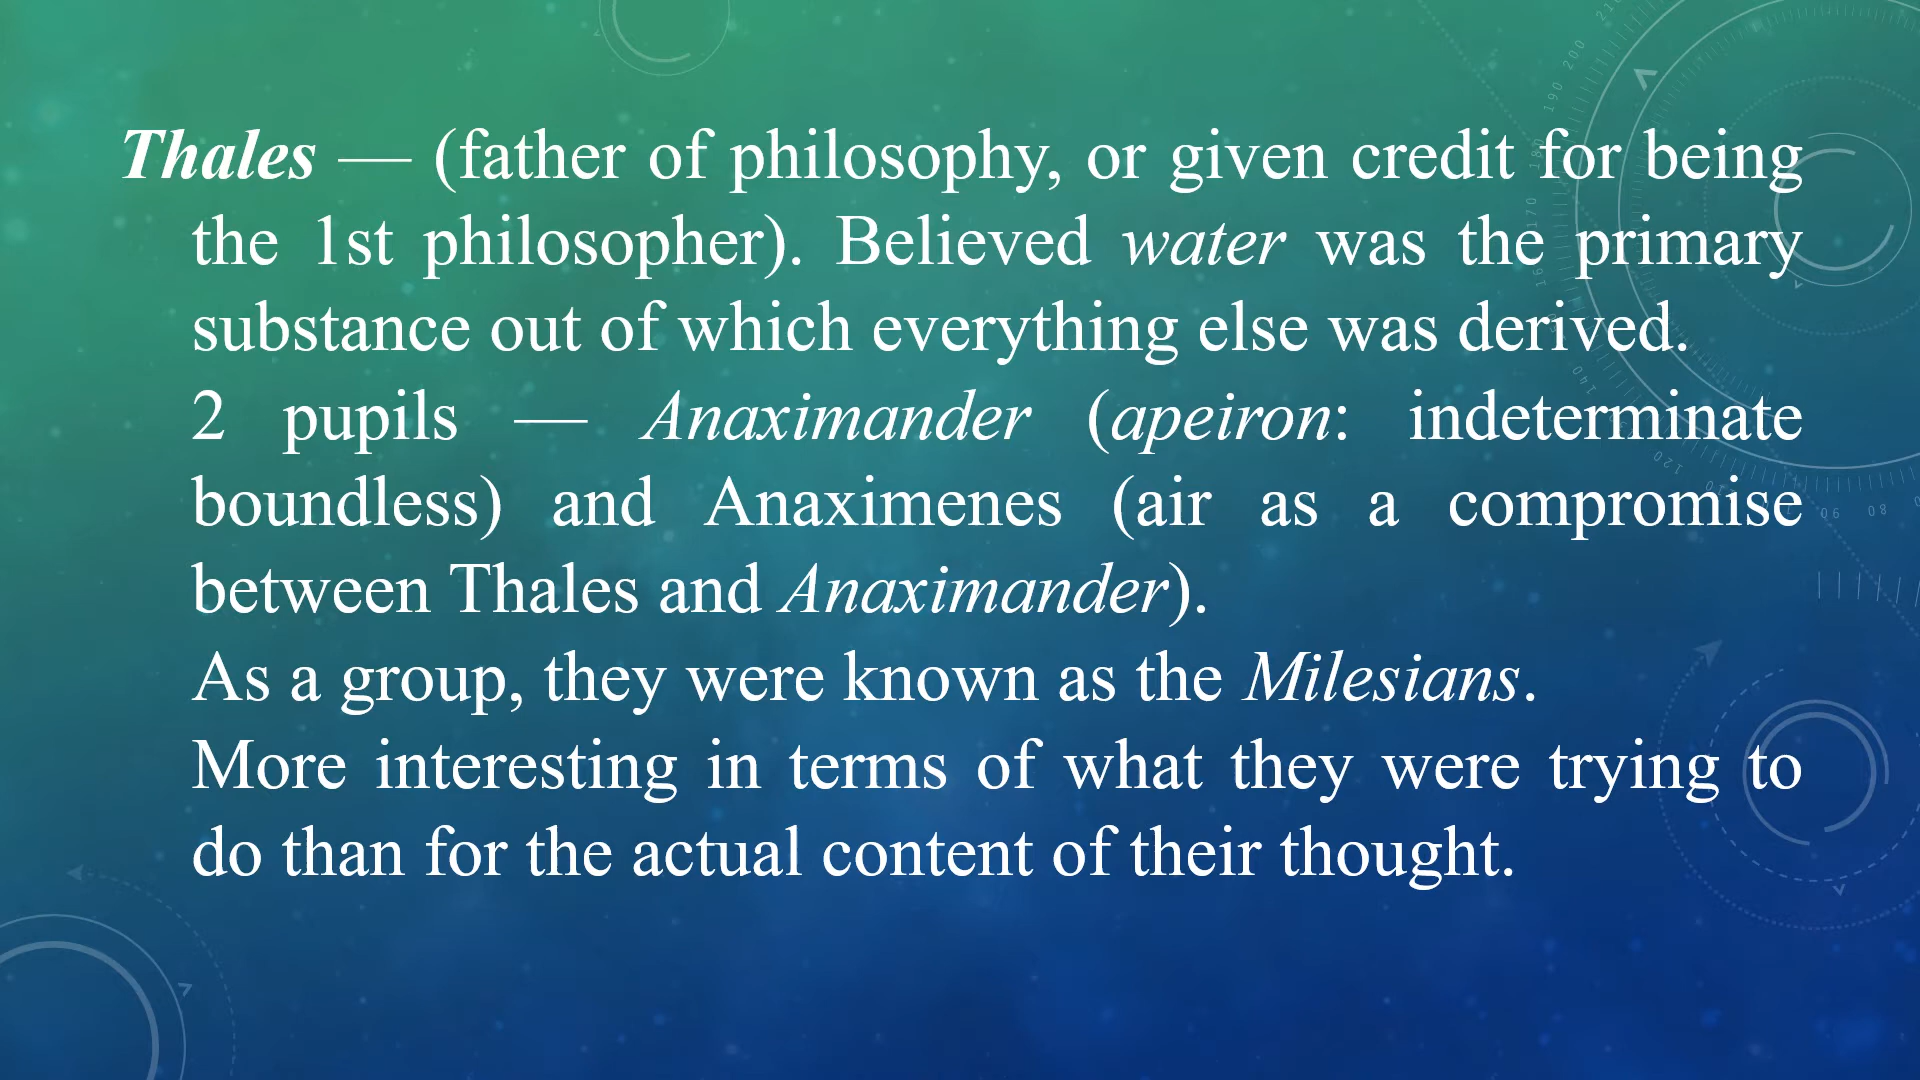 Thales — (father of philosophy, or given credit for being
the 1st philosopher). Believed water was the primary
substance out of which everything else was derived.
2 pupils — Anaximander (apeiron: indeterminate
boundless) and Anaximenes (air as a compromise
between Thales and Anaximander).
As a group, they were known as the Milesians.
More interesting in terms of what they were trying to
do than for the actual content of their thought.